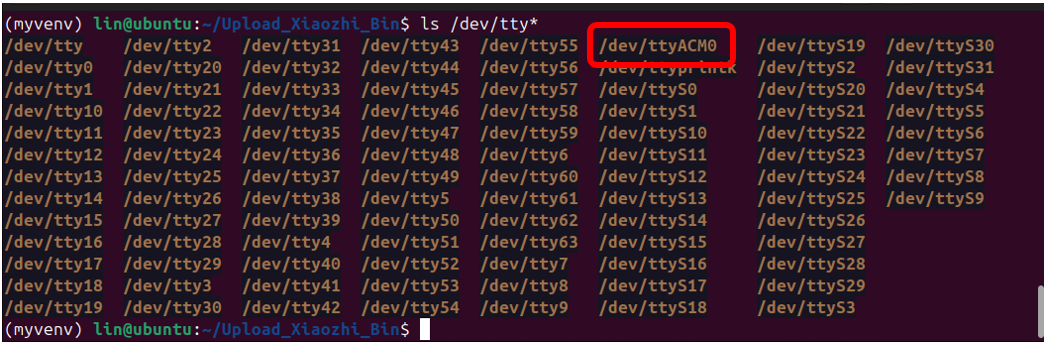 (myvenv) lin@ubuntu:~/Upload_Xiaozhi_Bin$ ls /dev/tty*
/dev/tty /dev/tty2 /dev/tty31 /dev/tty43 /dev/tty55 /dev/ttyACM0 /dev/ttyS19 /dev/ttyS30
/dev/tty0 /dev/tty20 /dev/tty32 /dev/tty44 /dev/tty56 /dev/ttyprintk /dev/ttyS2 /dev/ttyS31
/dev/tty1 /dev/tty21 /dev/tty33 /dev/tty45 /dev/tty57 /dev/ttyS0 /dev/ttyS20 /dev/ttyS4
/dev/tty10 /dev/tty22 /dev/tty34 /dev/tty46 /dev/tty58 /dev/ttyS1 /dev/ttyS21 /dev/ttyS5
/dev/tty11 /dev/tty23 /dev/tty35 /dev/tty47 /dev/tty59 /dev/ttyS10 /dev/ttyS22 /dev/ttyS6
/dev/tty12 /dev/tty24 /dev/tty36 /dev/tty48 /dev/tty6 /dev/ttyS11 /dev/ttyS23 /dev/ttyS7
/dev/tty13 /dev/tty25 /dev/tty37 /dev/tty49 /dev/tty60 /dev/ttyS12 /dev/ttyS24 /dev/ttyS8
/dev/tty14 /dev/tty26 /dev/tty38 /dev/tty5 /dev/tty61 /dev/ttyS13 /dev/ttyS25 /dev/ttyS9
/dev/tty15 /dev/tty27 /dev/tty39 /dev/tty50 /dev/tty62 /dev/ttyS14 /dev/ttyS26
/dev/tty16 /dev/tty28 /dev/tty4 /dev/tty51 /dev/tty63 /dev/ttyS15 /dev/ttyS27
/dev/tty17 /dev/tty29 /dev/tty40 /dev/tty52 /dev/tty7 /dev/ttyS16 /dev/ttyS28
/dev/tty18 /dev/tty3 /dev/tty41 /dev/tty53 /dev/tty8 /dev/ttyS17 /dev/ttyS29
/dev/tty19 /dev/tty30 /dev/tty42 /dev/tty54 /dev/tty9 /dev/ttyS18 /dev/ttyS3
(myvenv) lin@ubuntu:~/Upload_Xiaozhi_Bin$